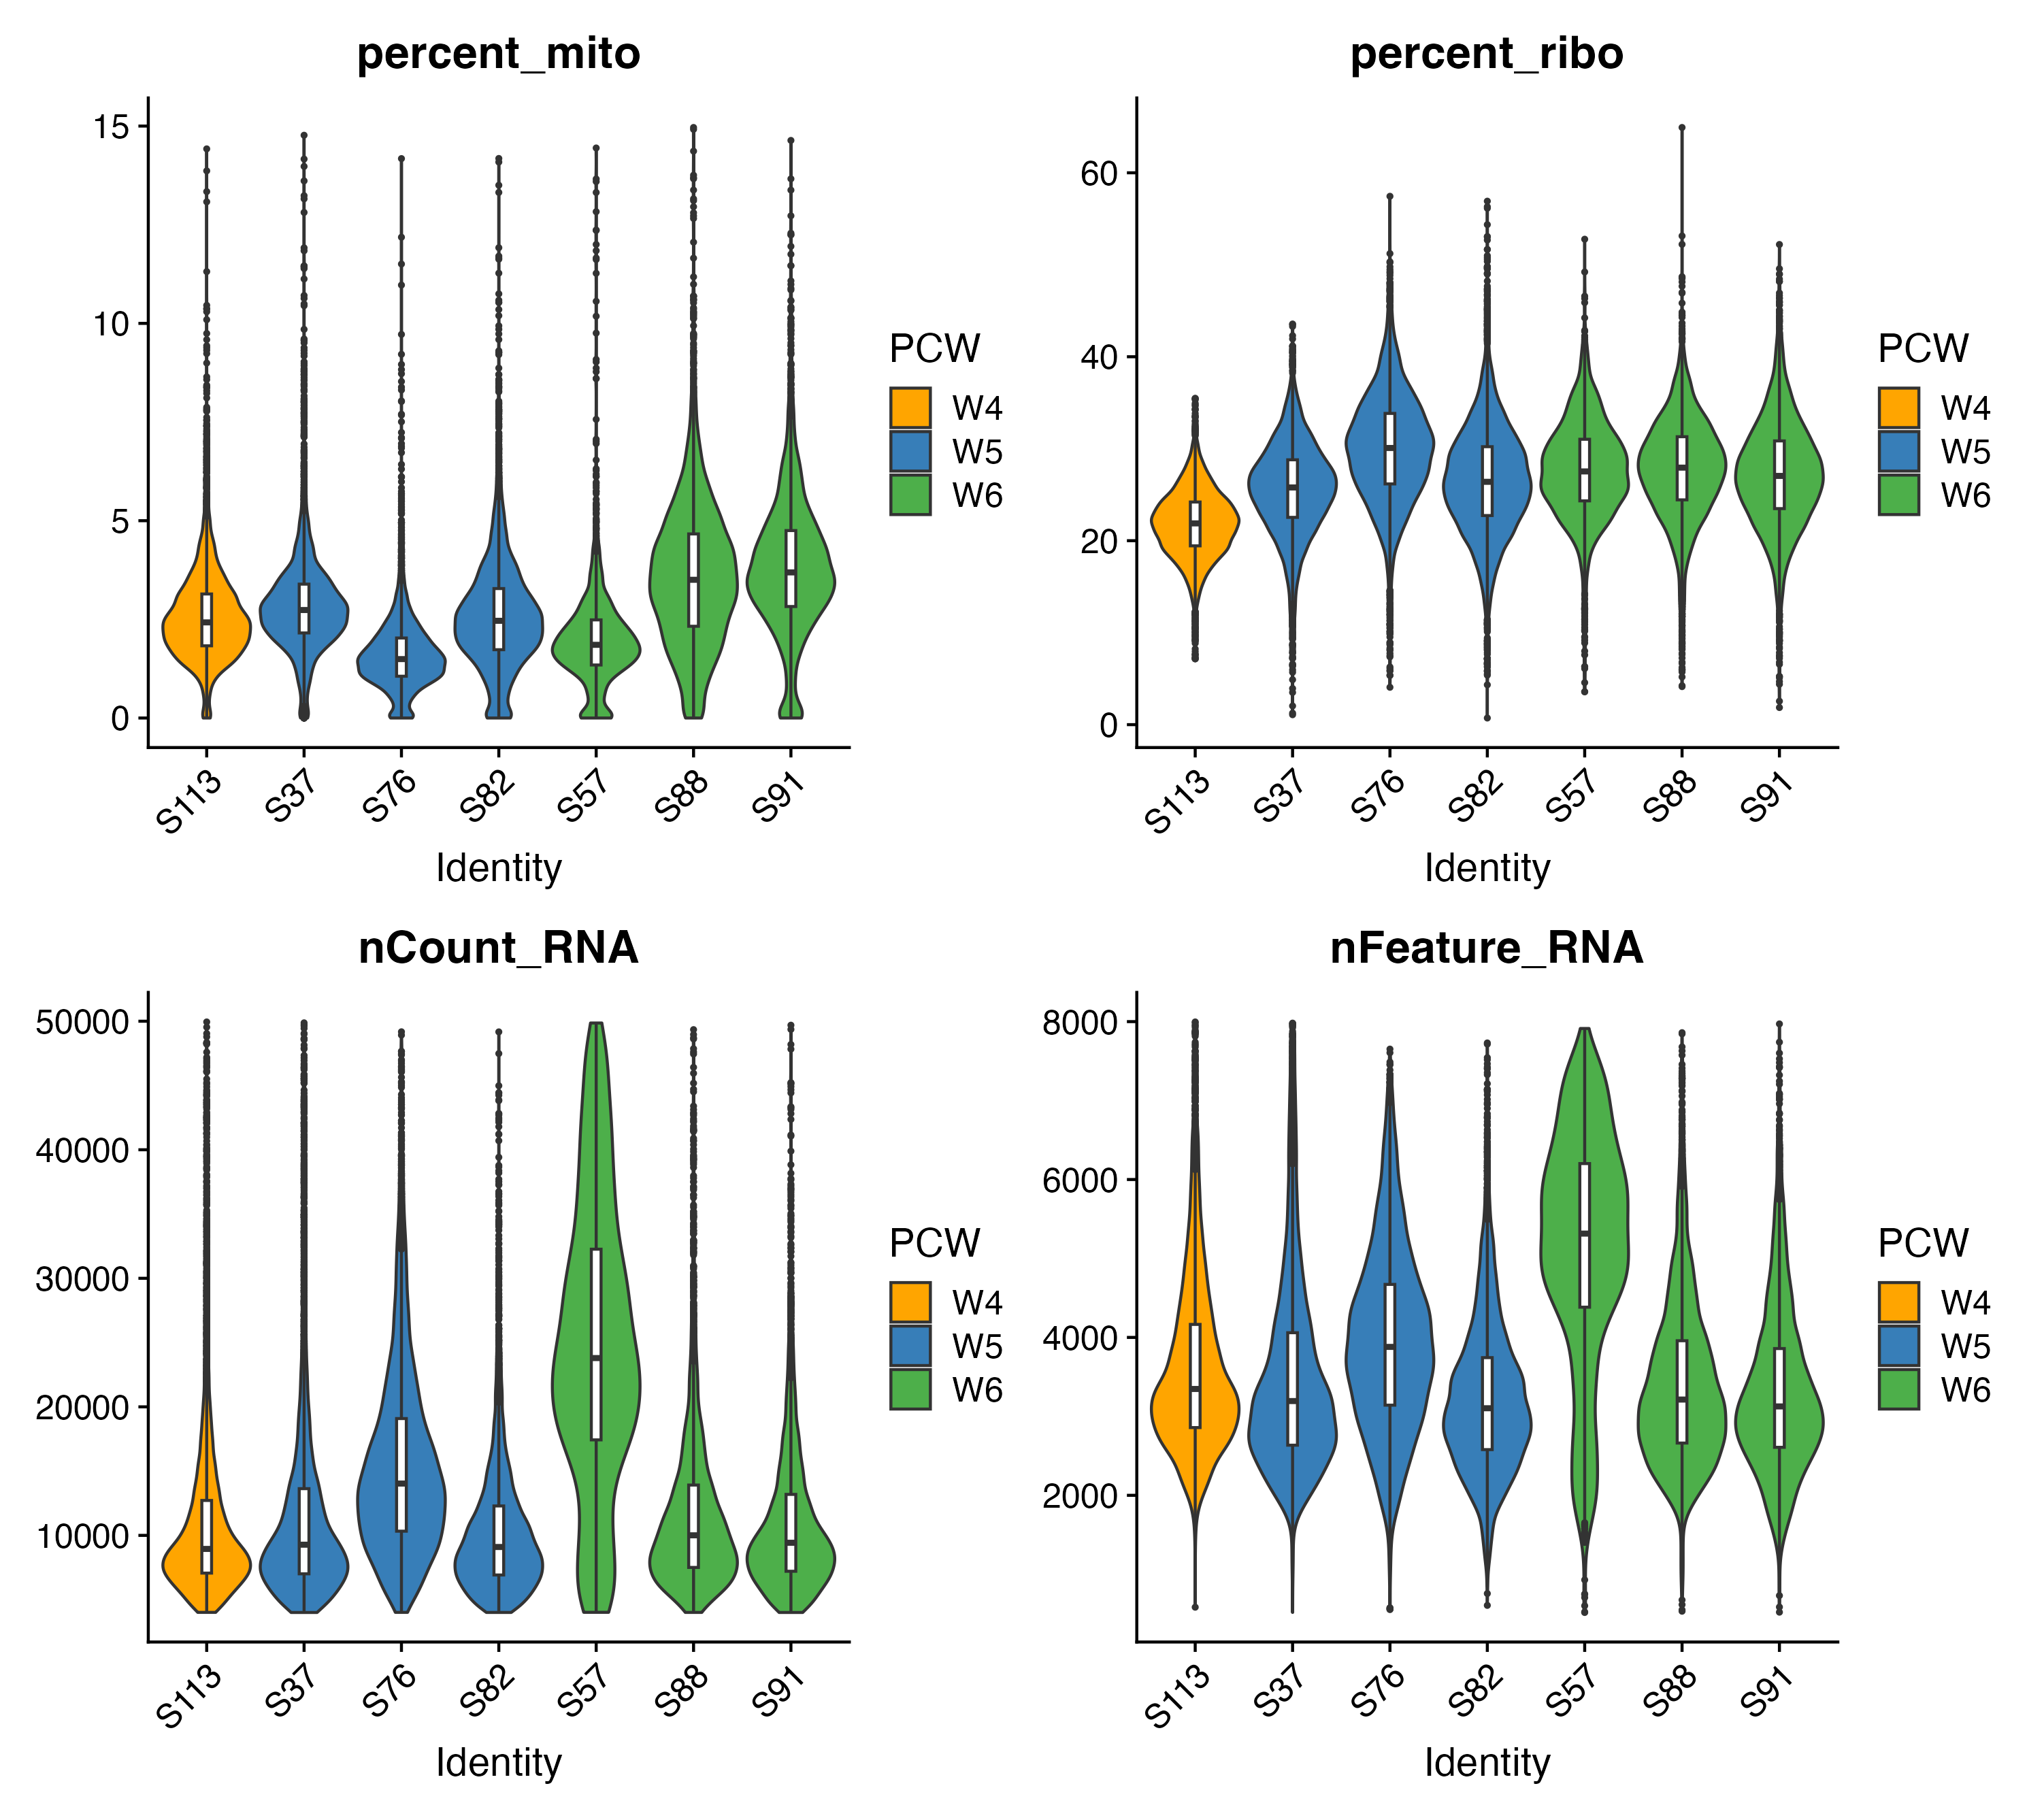 percent_mito
15
10
5
0
S113 S37 S76 S82 S57 S88 S91
Identity
PCW
W4
W5
W6
percent_ribo
60
40
20
0
S113 S37 S76 S82 S57 S88 S91
Identity
PCW
W4
W5
W6
nCount_RNA
50000
40000
30000
20000
10000
S113 S37 S76 S82 S57 S88 S91
Identity
PCW
W4
W5
W6
nFeature_RNA
8000
6000
4000
2000
S113 S37 S76 S82 S57 S88 S91
Identity
PCW
W4
W5
W6